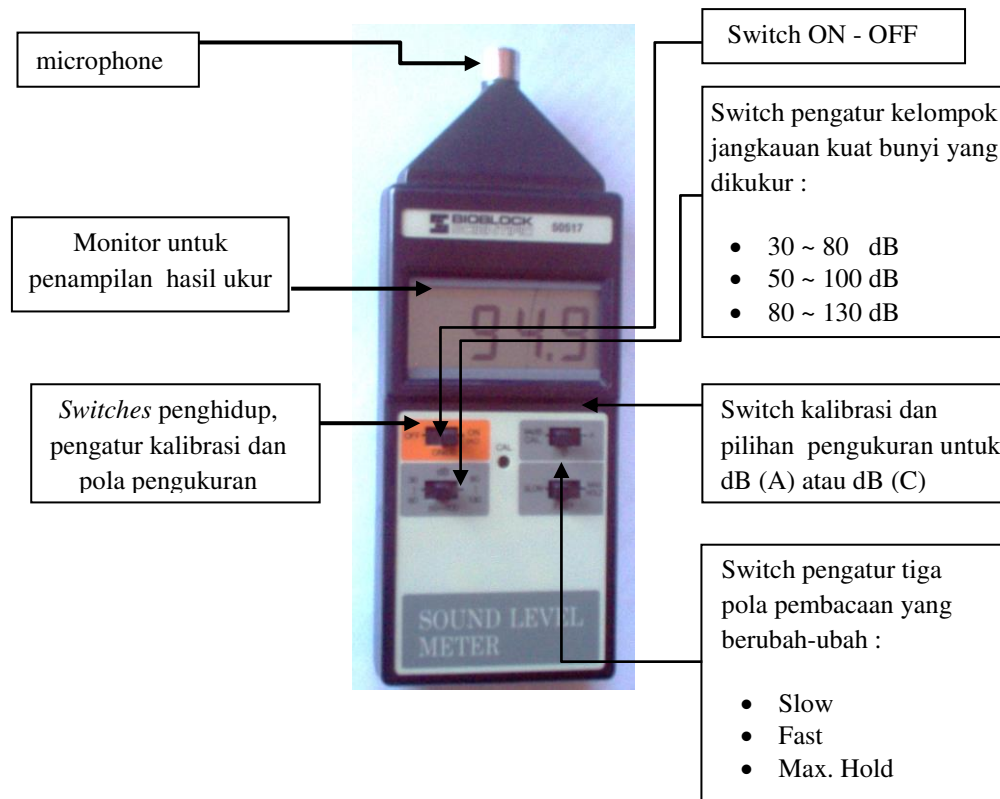 microphone
Switch ON - OFF
Switch pengatur kelompok
jangkauan kuat bunyi yang
dikukur :
• 30 ~ 80 dB
• 50 ~ 100 dB
• 80 ~ 130 dB
Monitor untuk
penampilan hasil ukur
BIOBLOCK
SCIENTIFIC
50517
94.9
Switches penghidup,
pengatur kalibrasi dan
pola pengukuran
OFF
ON
CAL
SLOW
Switch kalibrasi dan
pilihan pengukuran untuk
dB (A) atau dB (C)
SOUND LEVEL
METER
Switch pengatur tiga
pola pembacaan yang
berubah-ubah :
• Slow
• Fast
• Max. Hold